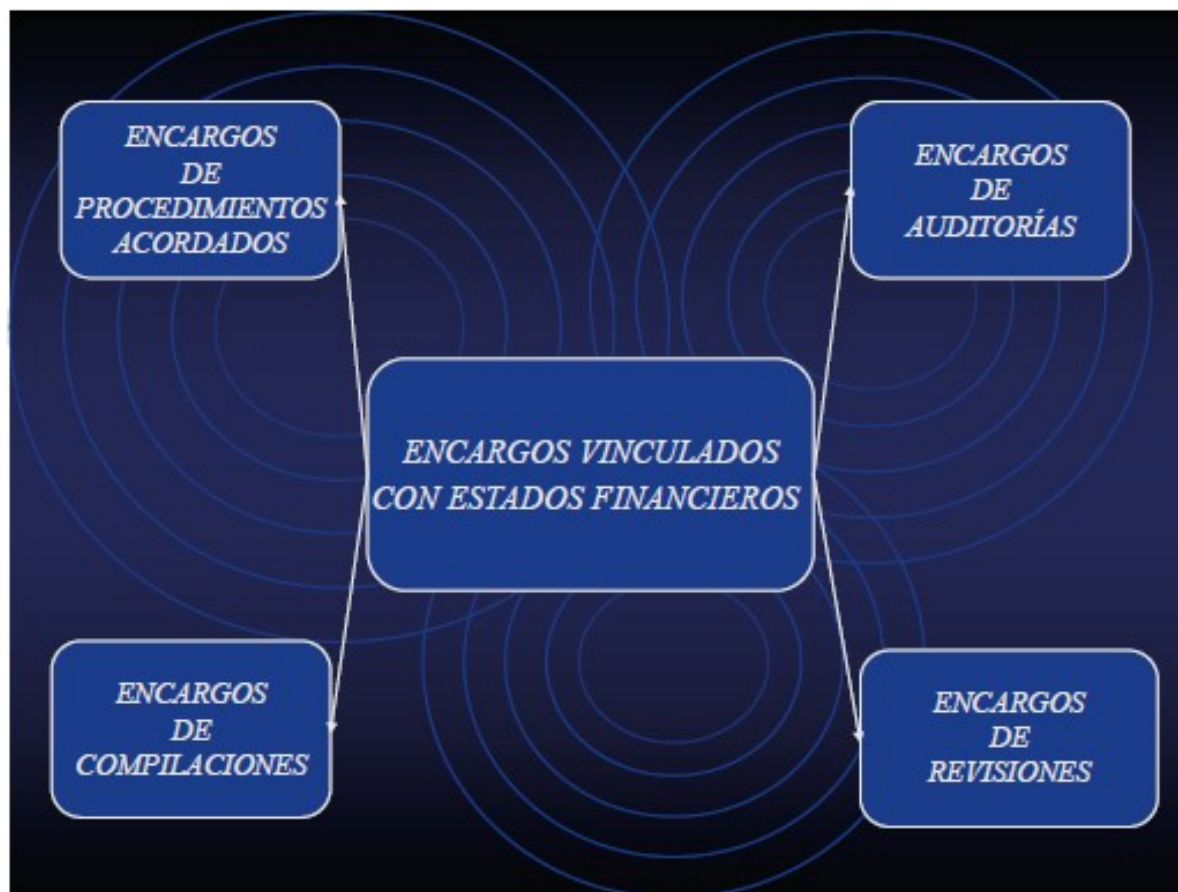 ENCARGOS
DE
PROCEDIMIENTOS
ACORDADOS
ENCARGOS
DE
AUDITORÍAS
ENCARGOS VINCULADOS
CON ESTADOS FINANCIEROS
ENCARGOS
DE
COMPILACIONES
ENCARGOS
DE
REVISIONES